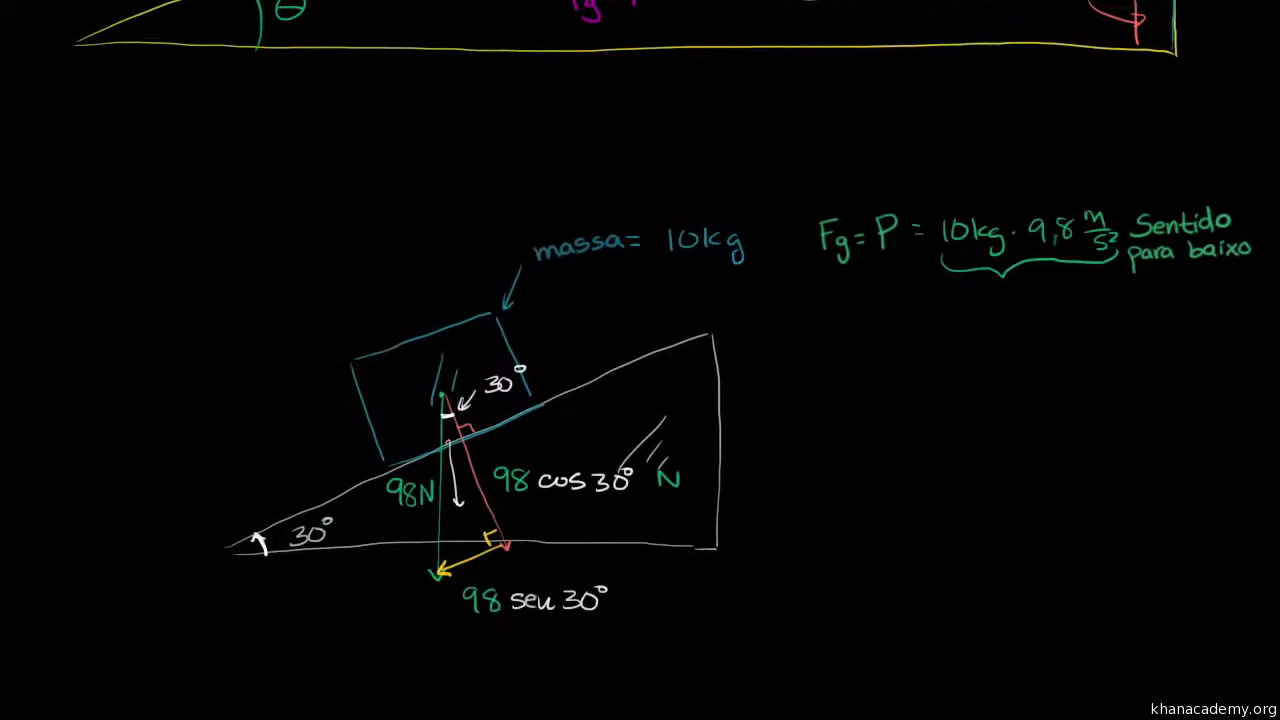 θ
massa = 10kg
Fg = P = 10kg · 9,8 m/s² Sentido
para baixo
30°
98N
98 cos 30° N
30°
98 sen 30°
khanacademy.org